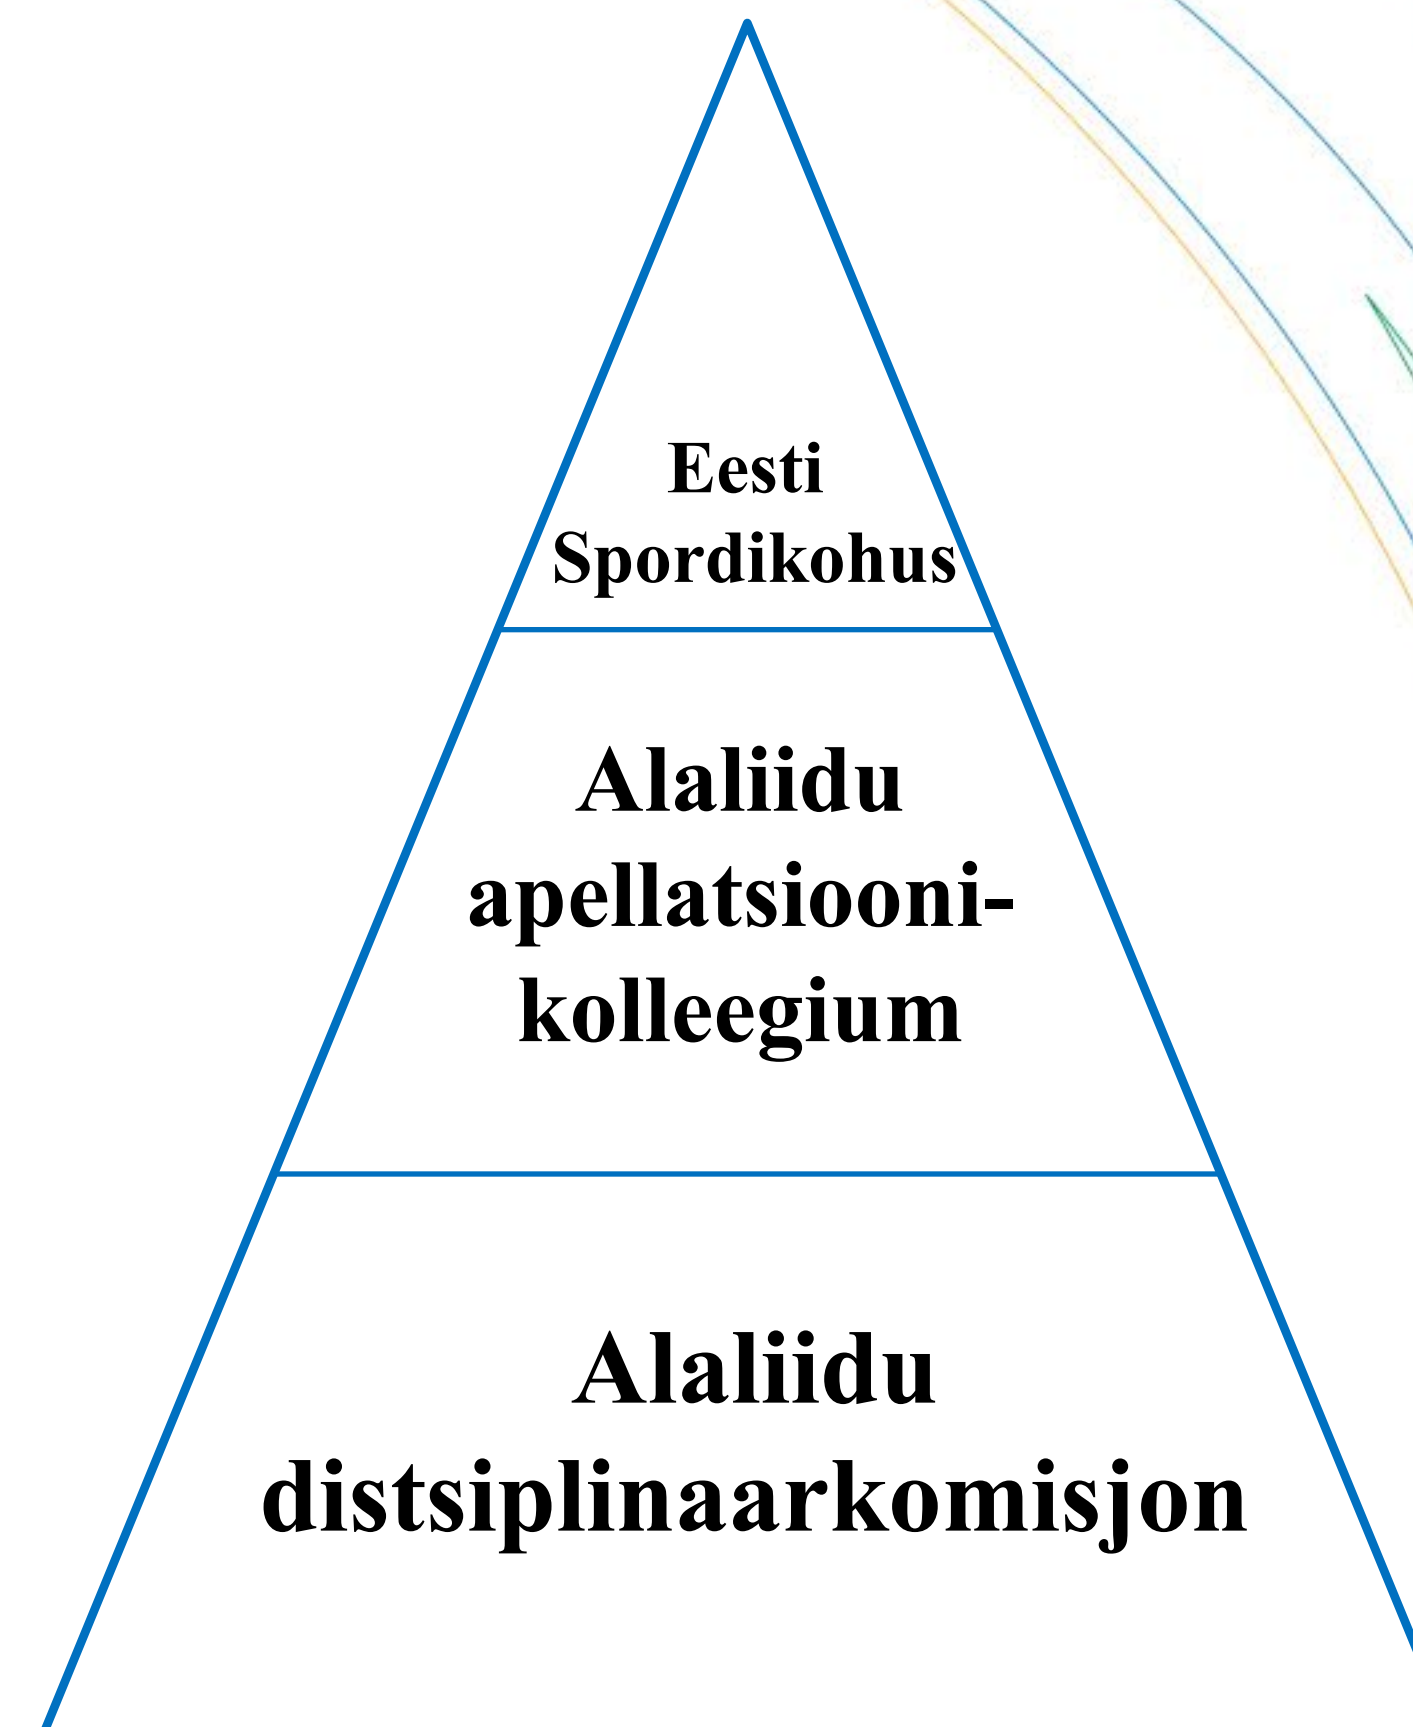 Eesti
Spordikohus
Alaliidu
apellatsiooni-
kolleegium
Alaliidu
distsiplinaarkomisjon